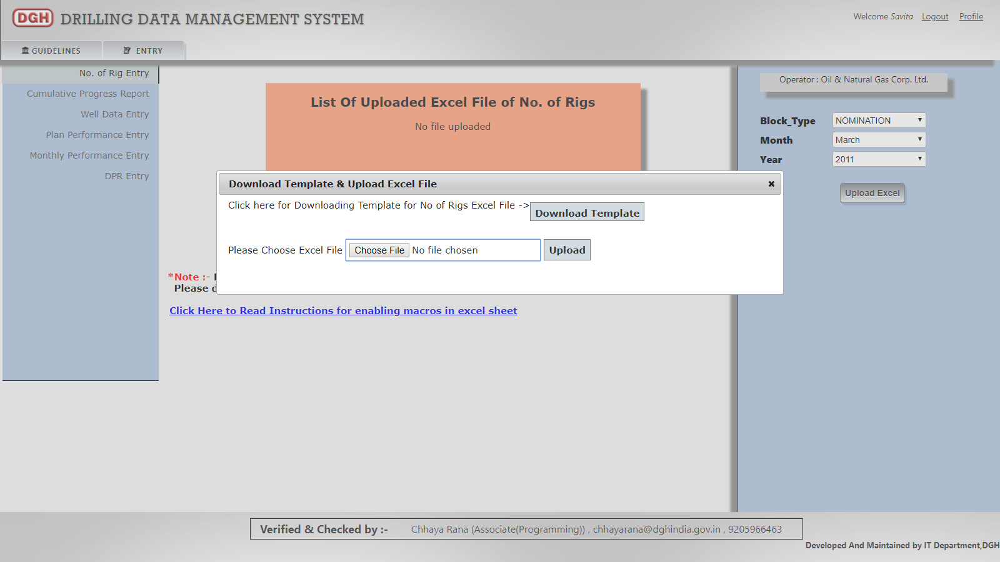 DGH DRILLING DATA MANAGEMENT SYSTEM
Welcome Savita Logout Profile
GUIDELINES ENTRY
No. of Rig Entry
Cumulative Progress Report
Well Data Entry
Plan Performance Entry
Monthly Performance Entry
DPR Entry
List Of Uploaded Excel File of No. of Rigs
No file uploaded
Operator : Oil & Natural Gas Corp. Ltd.
Block_Type NOMINATION
Month March
Year 2011
Upload Excel
Download Template & Upload Excel File
Click here for Downloading Template for No of Rigs Excel File -> Download Template
Please Choose Excel File Choose File No file chosen Upload
*Note :-
Please
Click Here to Read Instructions for enabling macros in excel sheet
Verified & Checked by :- Chhaya Rana (Associate(Programming)) , chhayarana@dghindia.gov.in , 9205966463
Developed And Maintained by IT Department,DGH